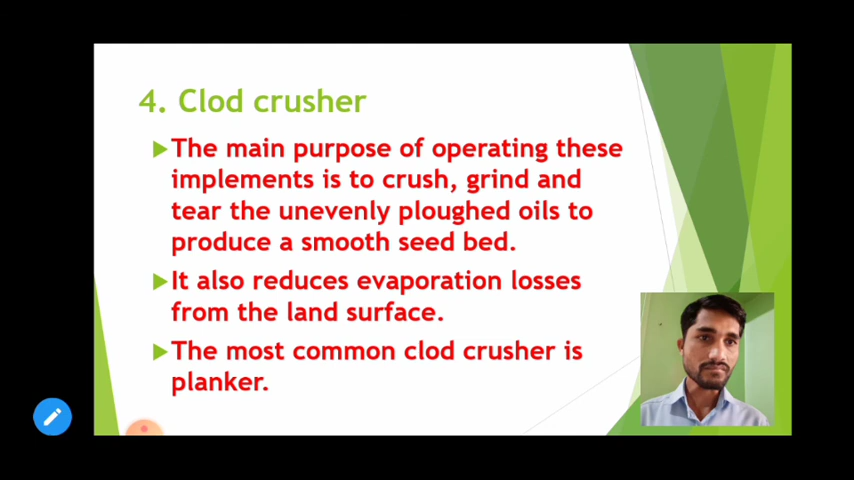 4. Clod crusher
The main purpose of operating these
implements is to crush, grind and
tear the unevenly ploughed oils to
produce a smooth seed bed.
It also reduces evaporation losses
from the land surface.
The most common clod crusher is
planker.